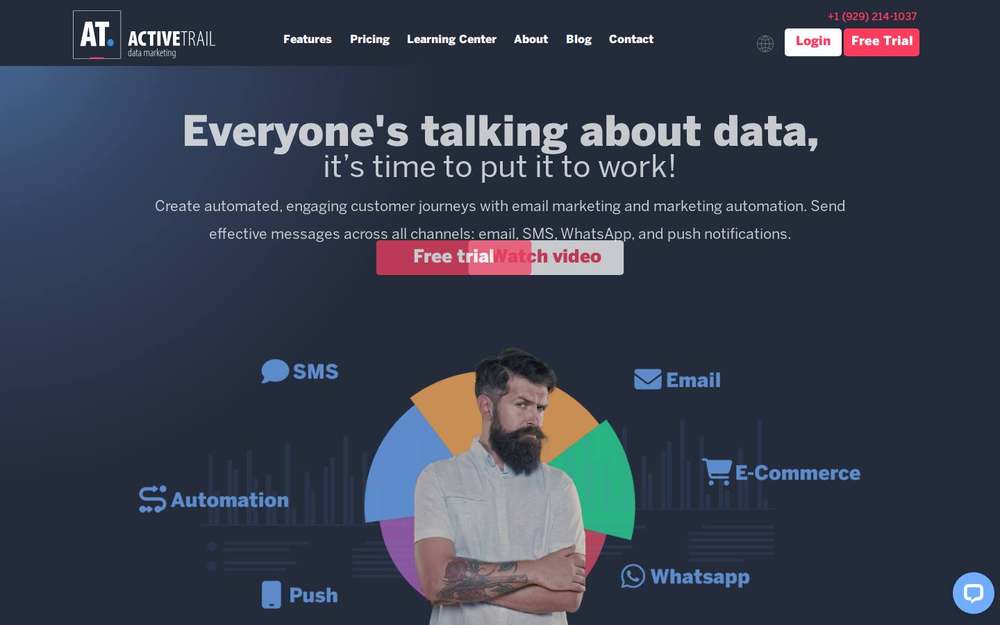 +1 (929) 214-1037
AT.
ACTIVETRAIL
data marketing
Features Pricing Learning Center About Blog Contact
Login Free Trial
Everyone's talking about data,
it's time to put it to work!
Create automated, engaging customer journeys with email marketing and marketing automation. Send
effective messages across all channels: email, SMS, WhatsApp, and push notifications.
Free trial Watch video
SMS
Email
E-Commerce
Automation
Whatsapp
Push